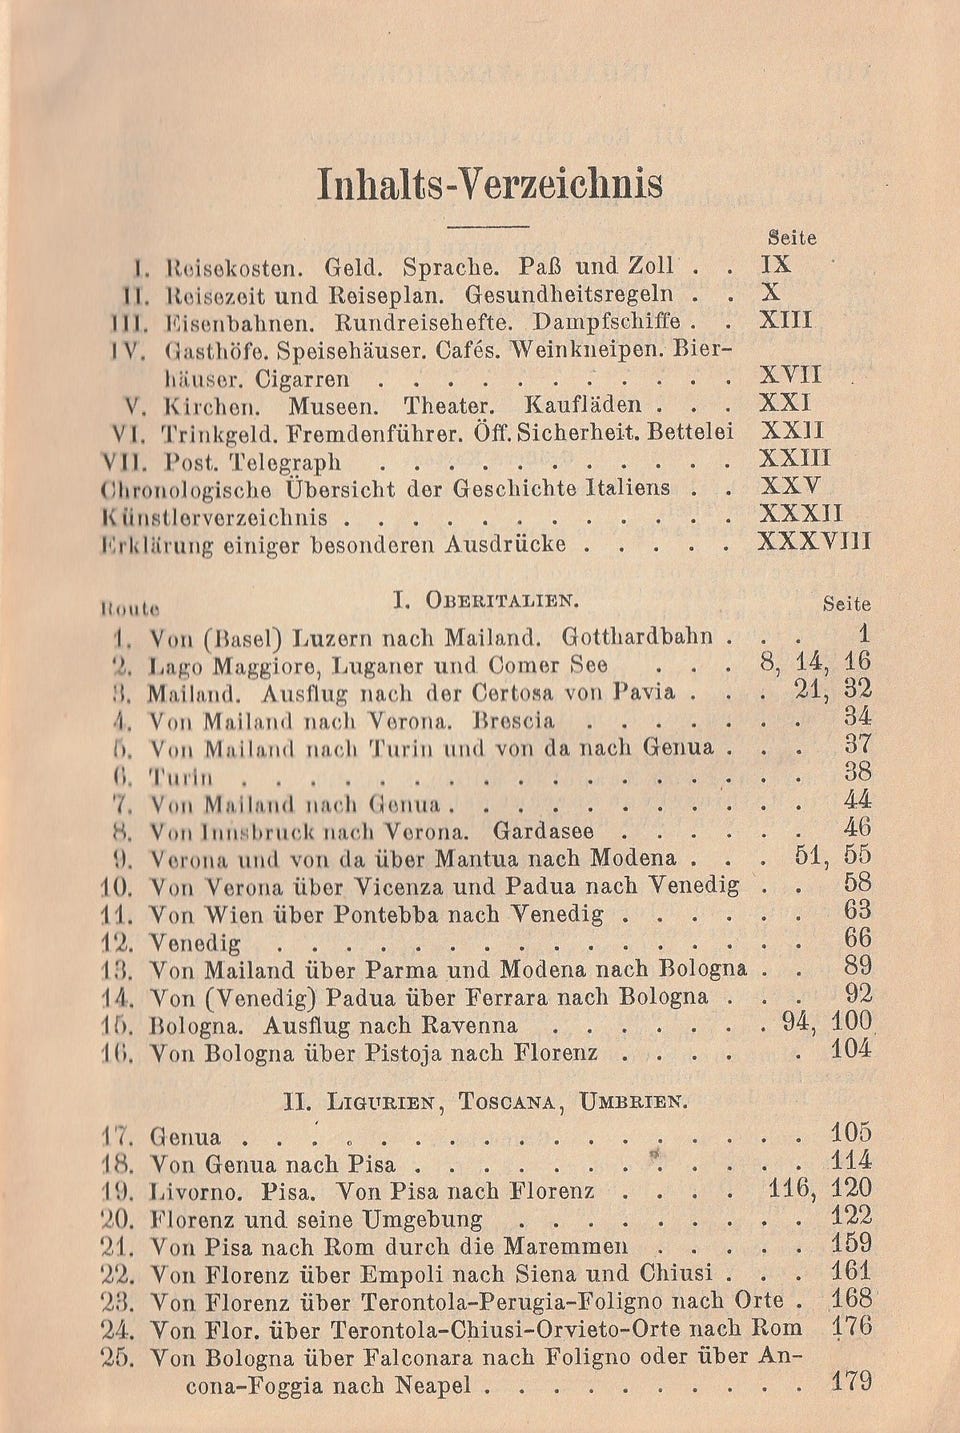 Inhalts-Verzeichnis
Seite
I. Reisekosten. Geld. Sprache. Paß und Zoll . . IX
II. Reisezeit und Reiseplan. Gesundheitsregeln . . X
III. Eisenbahnen. Rundreisehefte. Dampfschiffe . . XIII
IV. Gasthöfe. Speisehäuser. Cafés. Weinkneipen. Bier-
häuser. Cigarren . . . . . . . . . . . . . XVII
V. Kirchen. Museen. Theater. Kaufläden . . . XXI
VI. Trinkgeld. Fremdenführer. Öff. Sicherheit. Bettelei XXII
VII. Post. Telegraph . . . . . . . . . . . . . XXIII
Chronologische Übersicht der Geschichte Italiens . . XXV
Künstlerverzeichnis . . . . . . . . . . . . . . XXXII
Erklärung einiger besonderen Ausdrücke . . . . . XXXVIII
I. OBERITALIEN.
Route Seite
1. Von (Basel) Luzern nach Mailand. Gotthardbahn . . . 1
2. Lago Maggiore, Luganer und Comer See . . . 8, 14, 16
3. Mailand. Ausflug nach der Certosa von Pavia . . . 21, 32
4. Von Mailand nach Verona. Brescia . . . . . . . 34
5. Von Mailand nach Turin und von da nach Genua . . . 37
6. Turin . . . . . . . . . . . . . . . . . 38
7. Von Mailand nach Genua . . . . . . . . . . . 44
8. Von Innsbruck nach Verona. Gardasee . . . . . . 46
9. Verona und von da über Mantua nach Modena . . . 51, 55
10. Von Verona über Vicenza und Padua nach Venedig . . 58
11. Von Wien über Pontebba nach Venedig . . . . . . 63
12. Venedig . . . . . . . . . . . . . . . . 66
13. Von Mailand über Parma und Modena nach Bologna . . 89
14. Von (Venedig) Padua über Ferrara nach Bologna . . . 92
15. Bologna. Ausflug nach Ravenna . . . . . . . 94, 100
16. Von Bologna über Pistoja nach Florenz . . . . . 104
II. LIGURIEN, TOSCANA, UMBRIEN.
17. Genua . . . . . . . . . . . . . . . . . 105
18. Von Genua nach Pisa . . . . . . . . . . . . 114
19. Livorno. Pisa. Von Pisa nach Florenz . . . . 116, 120
20. Florenz und seine Umgebung . . . . . . . . . 122
21. Von Pisa nach Rom durch die Maremmen . . . . . 159
22. Von Florenz über Empoli nach Siena und Chiusi . . . 161
23. Von Florenz über Terontola-Perugia-Foligno nach Orte . 168
24. Von Flor. über Terontola-Chiusi-Orvieto-Orte nach Rom 176
25. Von Bologna über Falconara nach Foligno oder über An-
cona-Foggia nach Neapel . . . . . . . . . . 179